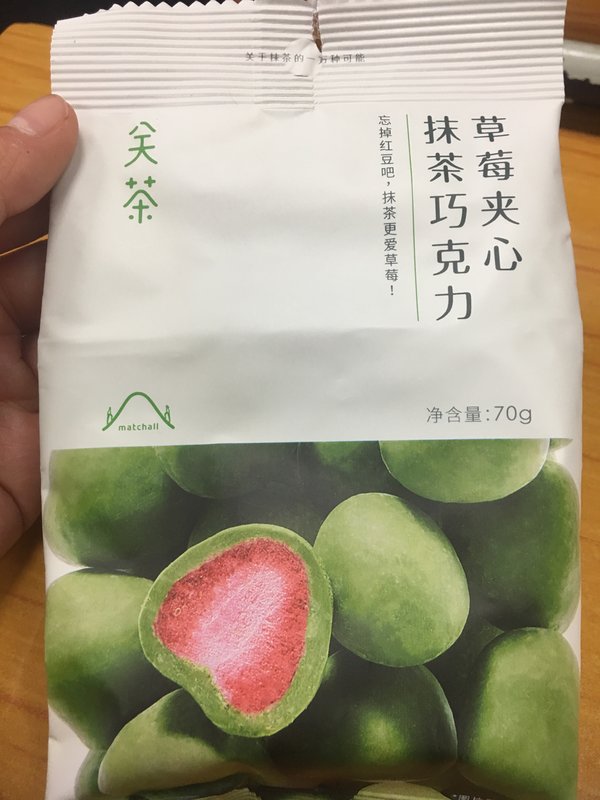 关于抹茶的一万种可能
关茶
草莓夹心
抹茶巧克力
忘掉红豆吧，抹茶更爱草莓！
matchall
净含量:70g